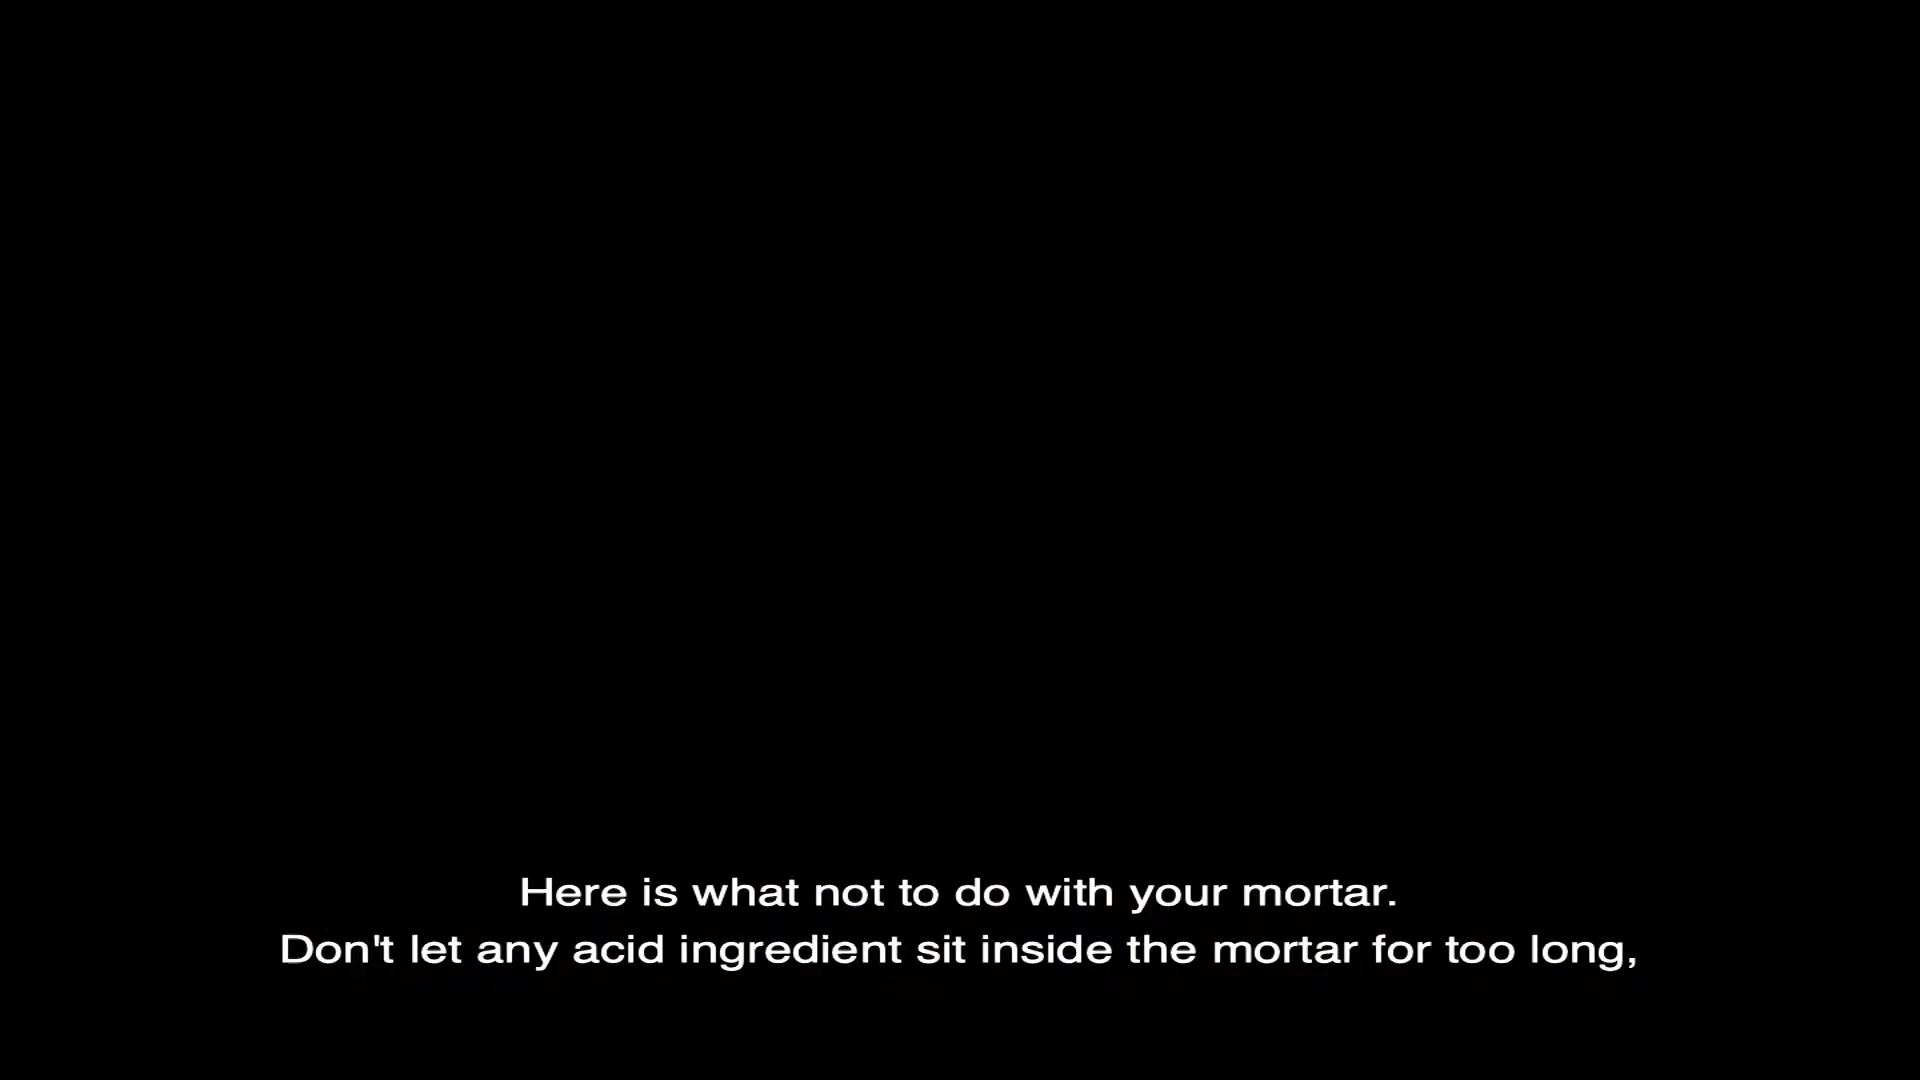 Here is what not to do with your mortar.
Don't let any acid ingredient sit inside the mortar for too long,